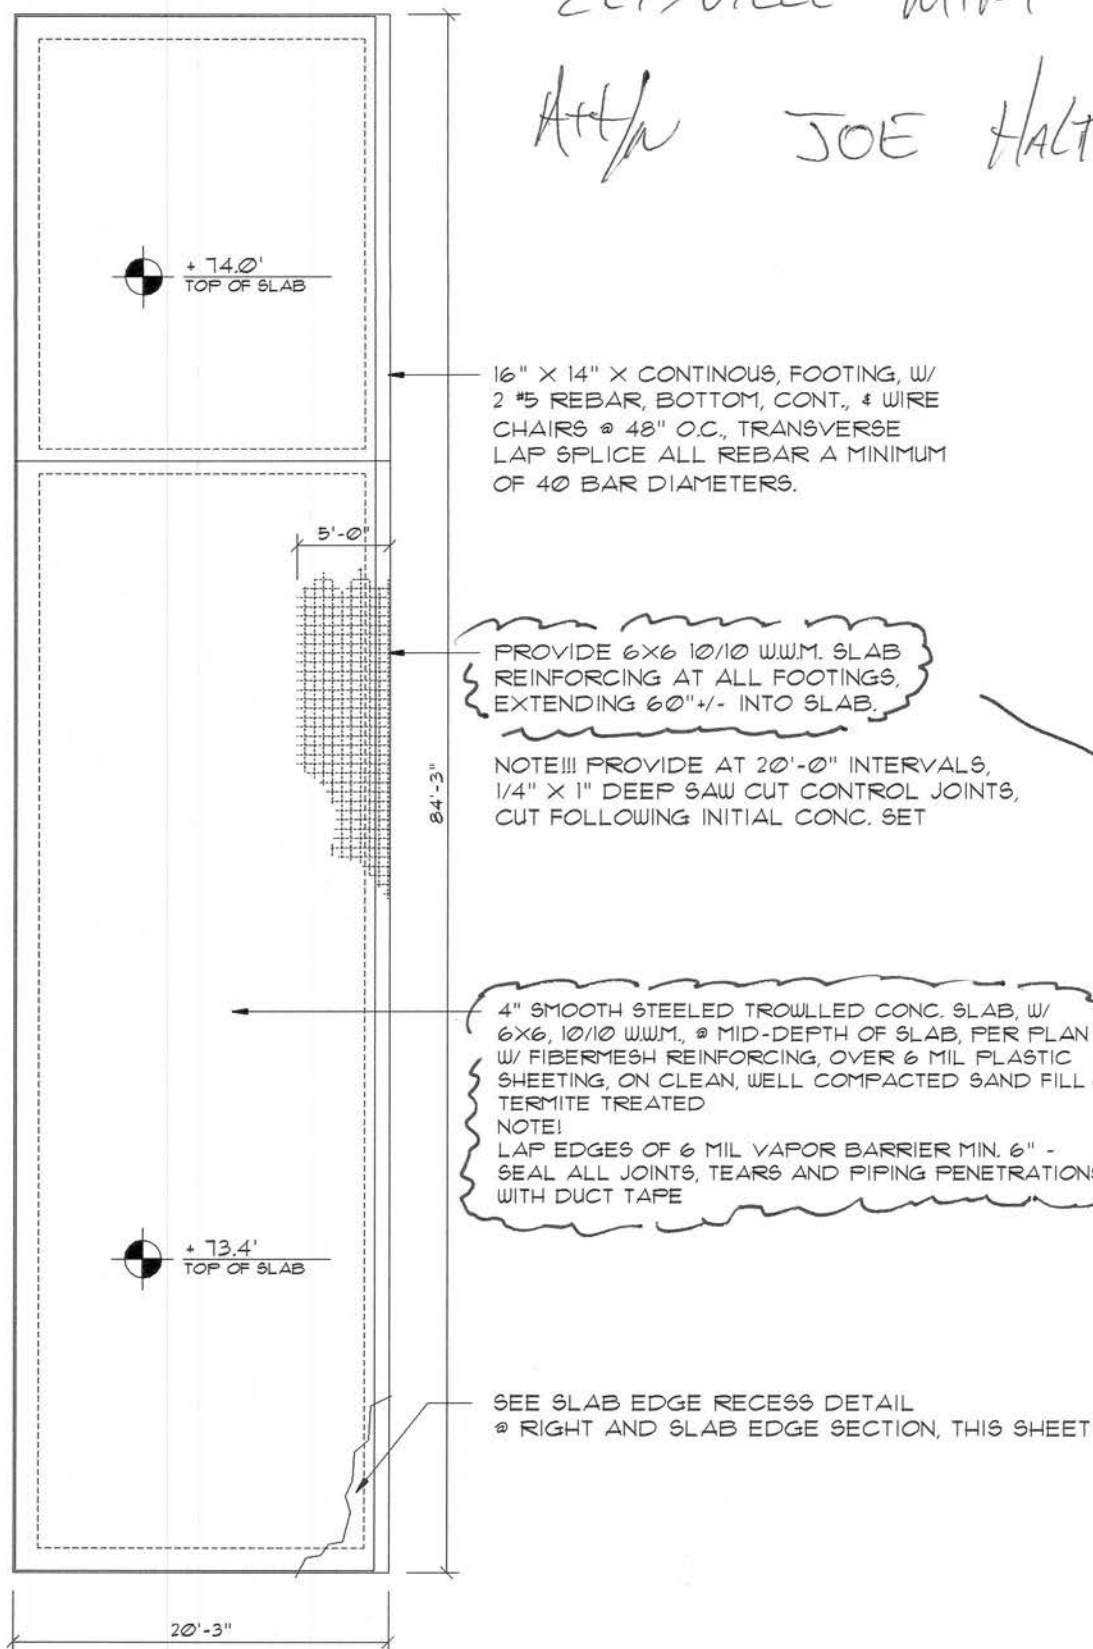 Att/n JOE
+ 74.0'
TOP OF SLAB
16" X 14" X CONTINOUS, FOOTING, W/
2 #5 REBAR, BOTTOM, CONT., & WIRE
CHAIRS @ 48" O.C., TRANSVERSE
LAP SPLICE ALL REBAR A MINIMUM
OF 40 BAR DIAMETERS.
5'-0"
PROVIDE 6X6 10/10 W.W.M. SLAB
REINFORCING AT ALL FOOTINGS,
EXTENDING 60"+/- INTO SLAB.
NOTE!!! PROVIDE AT 20'-0" INTERVALS,
1/4" X 1" DEEP SAW CUT CONTROL JOINTS,
CUT FOLLOWING INITIAL CONC. SET
84'-3"
4" SMOOTH STEELED TROWLLED CONC. SLAB, W/
6X6, 10/10 W.W.M., @ MID-DEPTH OF SLAB, PER PLAN
W/ FIBERMESH REINFORCING, OVER 6 MIL PLASTIC
SHEETING, ON CLEAN, WELL COMPACTED SAND FILL
TERMITE TREATED
NOTE!
LAP EDGES OF 6 MIL VAPOR BARRIER MIN. 6" -
SEAL ALL JOINTS, TEARS AND PIPING PENETRATIONS
WITH DUCT TAPE
+ 73.4'
TOP OF SLAB
SEE SLAB EDGE RECESS DETAIL
@ RIGHT AND SLAB EDGE SECTION, THIS SHEET
20'-3"